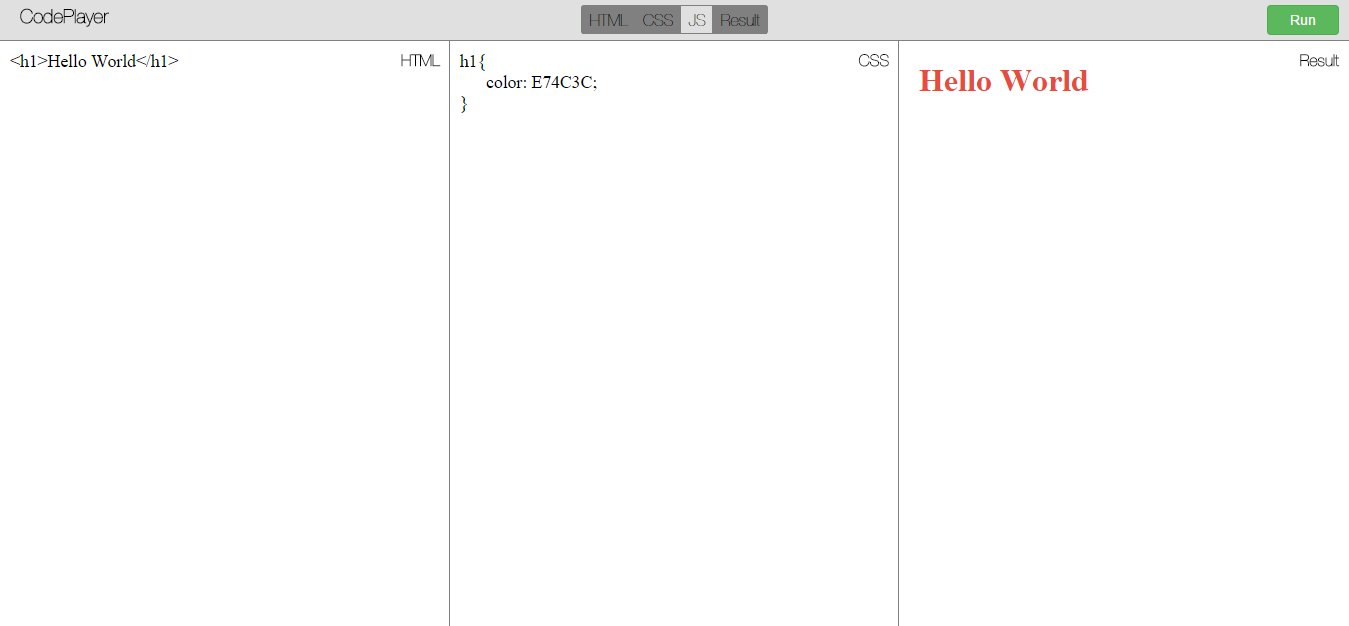 CodePlayer
HTML CSS JS Result
Run
<h1>Hello World</h1>
HTML
h1{
color: E74C3C;
}
CSS
Hello World
Result